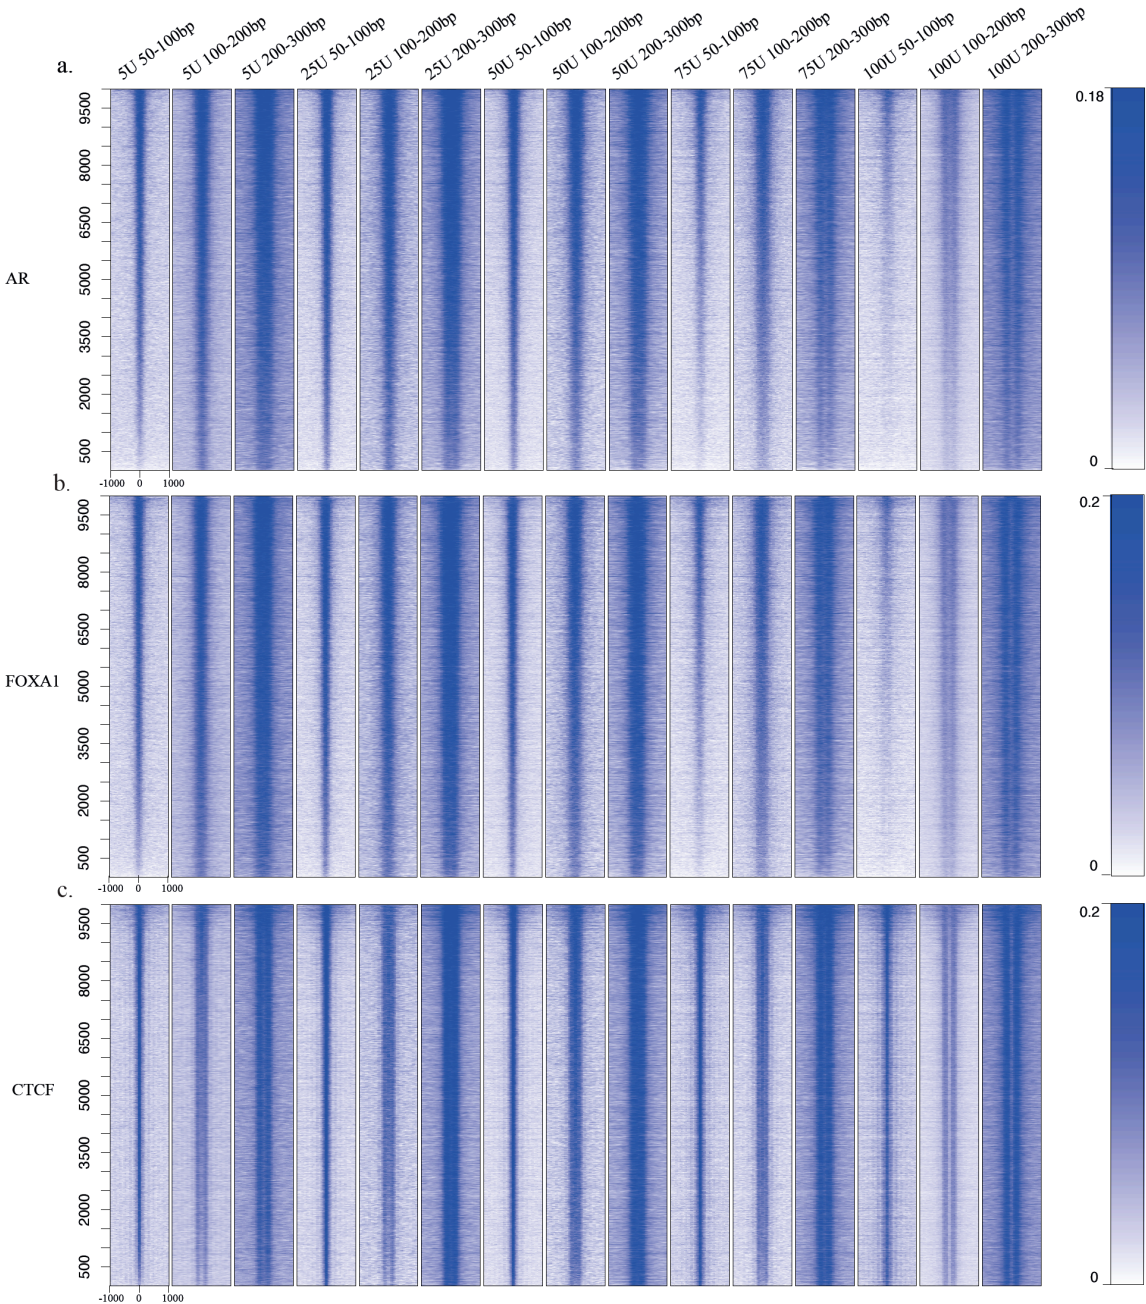 5U 50-100bp
5U 100-200bp
5U 200-300bp
25U 50-100bp
25U 100-200bp
25U 200-300bp
50U 50-100bp
50U 100-200bp
50U 200-300bp
75U 50-100bp
75U 100-200bp
75U 200-300bp
100U 50-100bp
100U 100-200bp
100U 200-300bp
a.
AR
9500
8000
6500
5000
3500
2000
500
-1000 0 1000
0.18
0
b.
FOXA1
9500
8000
6500
5000
3500
2000
500
-1000 0 1000
0.2
0
c.
CTCF
9500
8000
6500
5000
3500
2000
500
-1000 0 1000
0.2
0